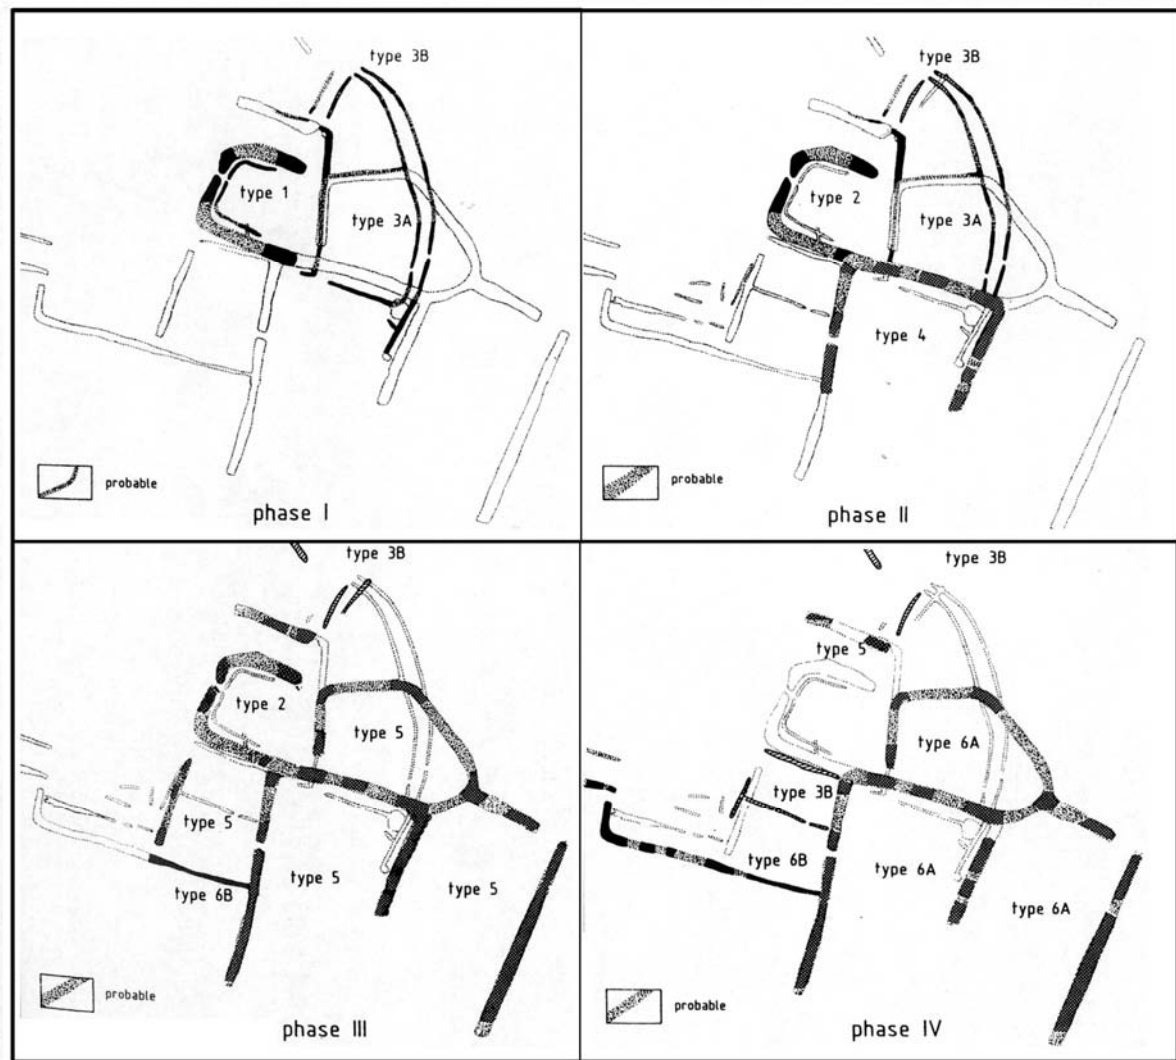 type 3B
type 1
type 3A
probable
phase I
type 3B
type 2
type 3A
type 4
probable
phase II
type 3B
type 2
type 5
type 5
type 6B
type 5
type 5
probable
phase III
type 3B
type 5
type 6A
type 3B
type 6B
type 6A
type 6A
probable
phase IV